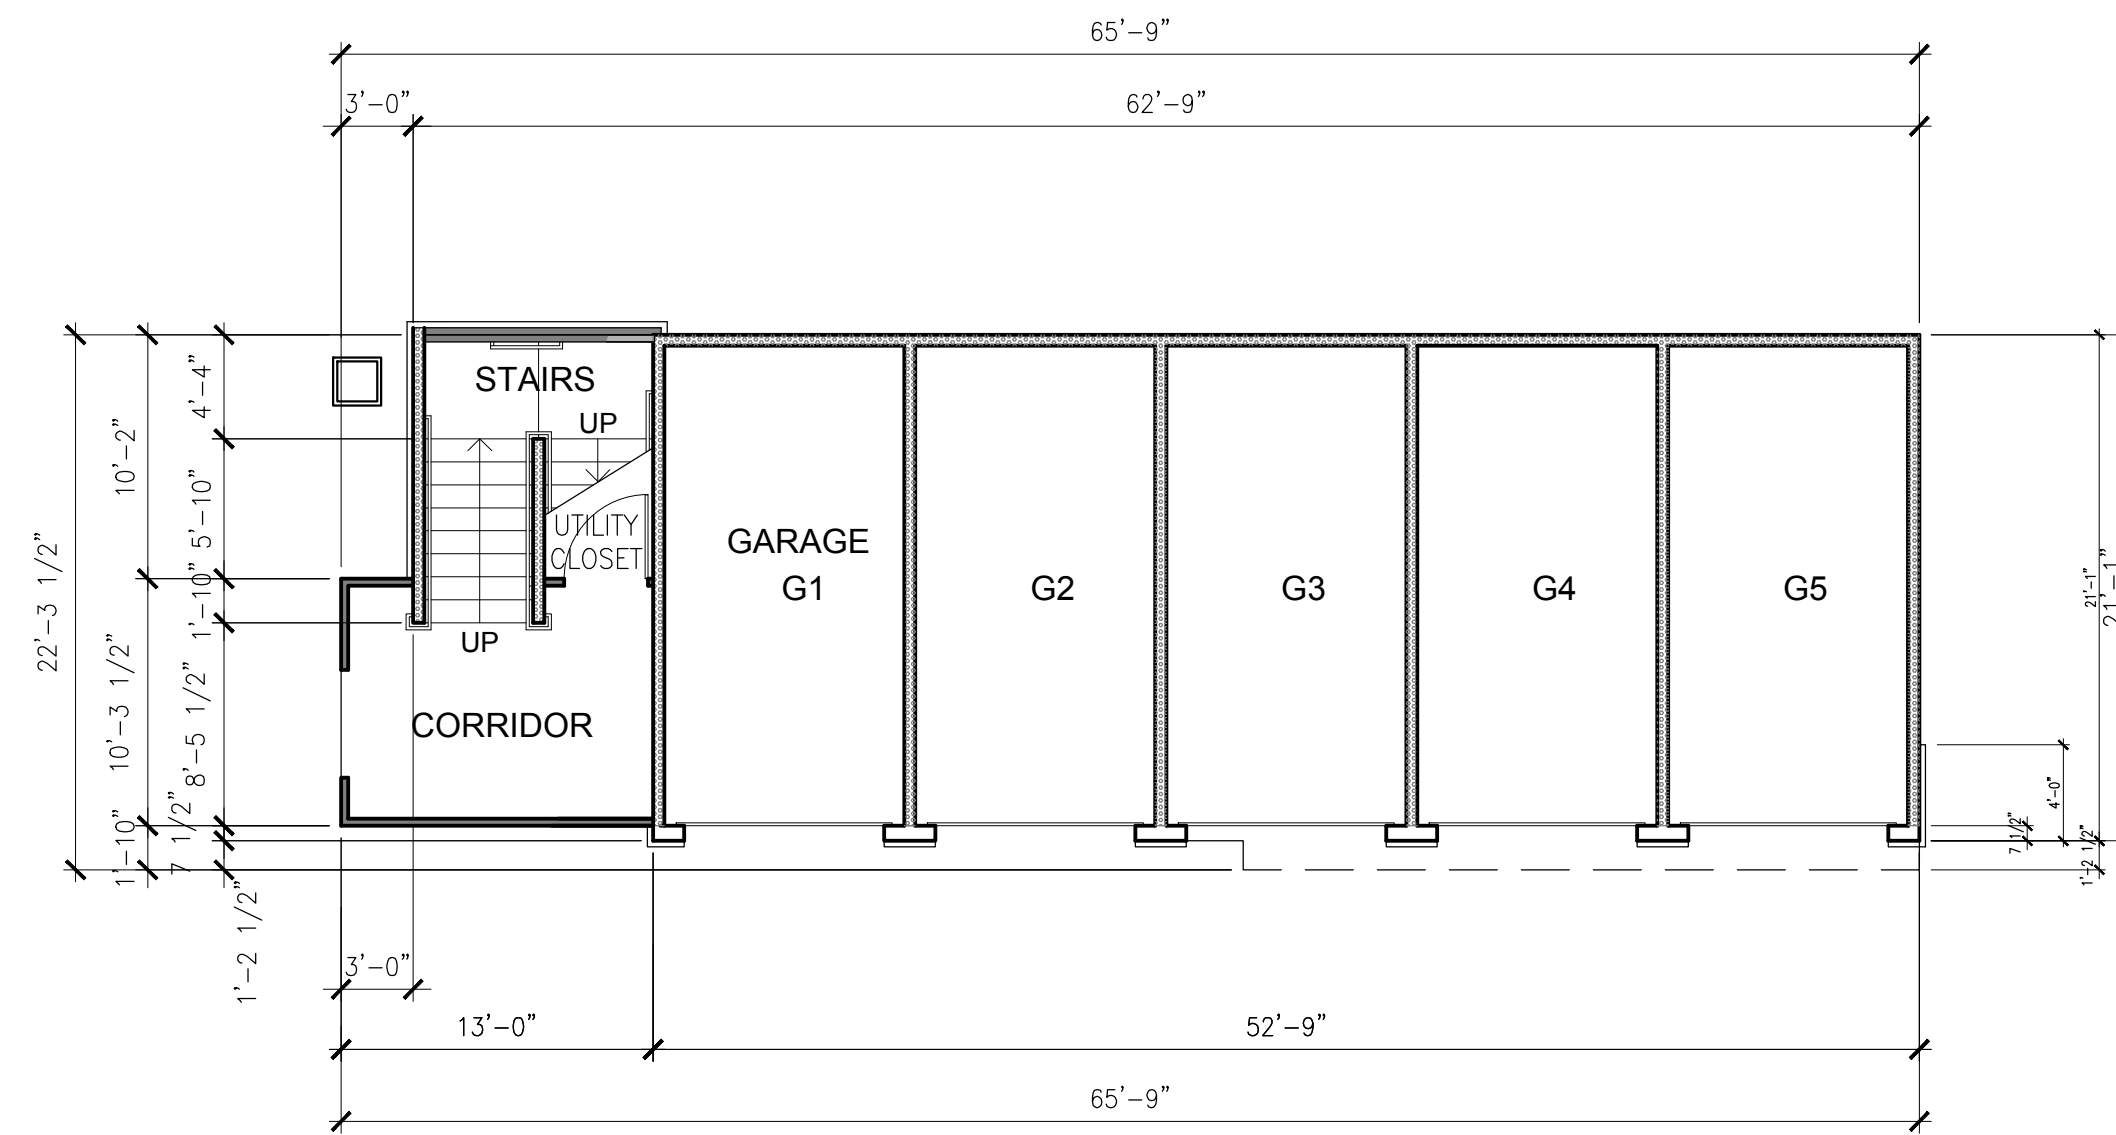 65'-9"
3'-0"
62'-9"
STAIRS
UP
4'-4"
10'-2"
5'-10"
UTILITY
CLOSET
GARAGE
G1
G2
G3
G4
G5
22'-3 1/2"
1'-10"
UP
21'-1"
21'-1"
10'-3 1/2"
8'-5 1/2"
CORRIDOR
4'-0"
1'-10"
7 1/2"
7 1/2"
1'-2 1/2"
1'-2 1/2"
3'-0"
13'-0"
52'-9"
65'-9"